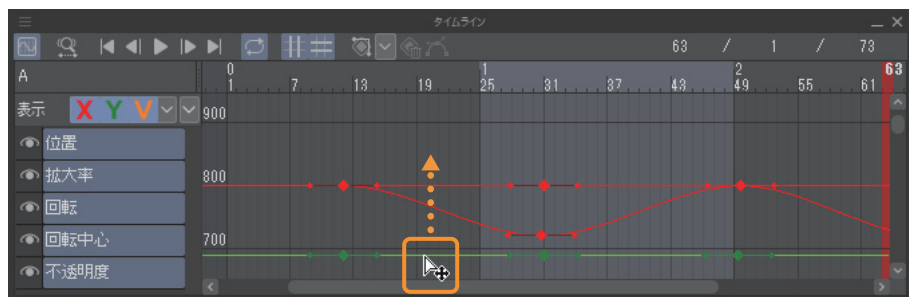 タイムライン
63 / 1 / 73
A
0 1 2 63
1 7 13 19 25 31 37 43 49 55 61
表示 X Y V
900
位置
拡大率
800
回転
回転中心
700
不透明度